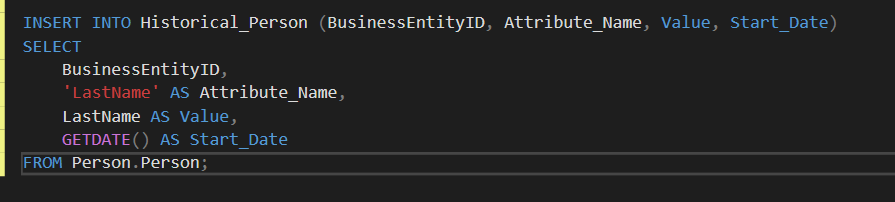 INSERT INTO Historical_Person (BusinessEntityID, Attribute_Name, Value, Start_Date)
SELECT
    BusinessEntityID,
    'LastName' AS Attribute_Name,
    LastName AS Value,
    GETDATE() AS Start_Date
FROM Person.Person;